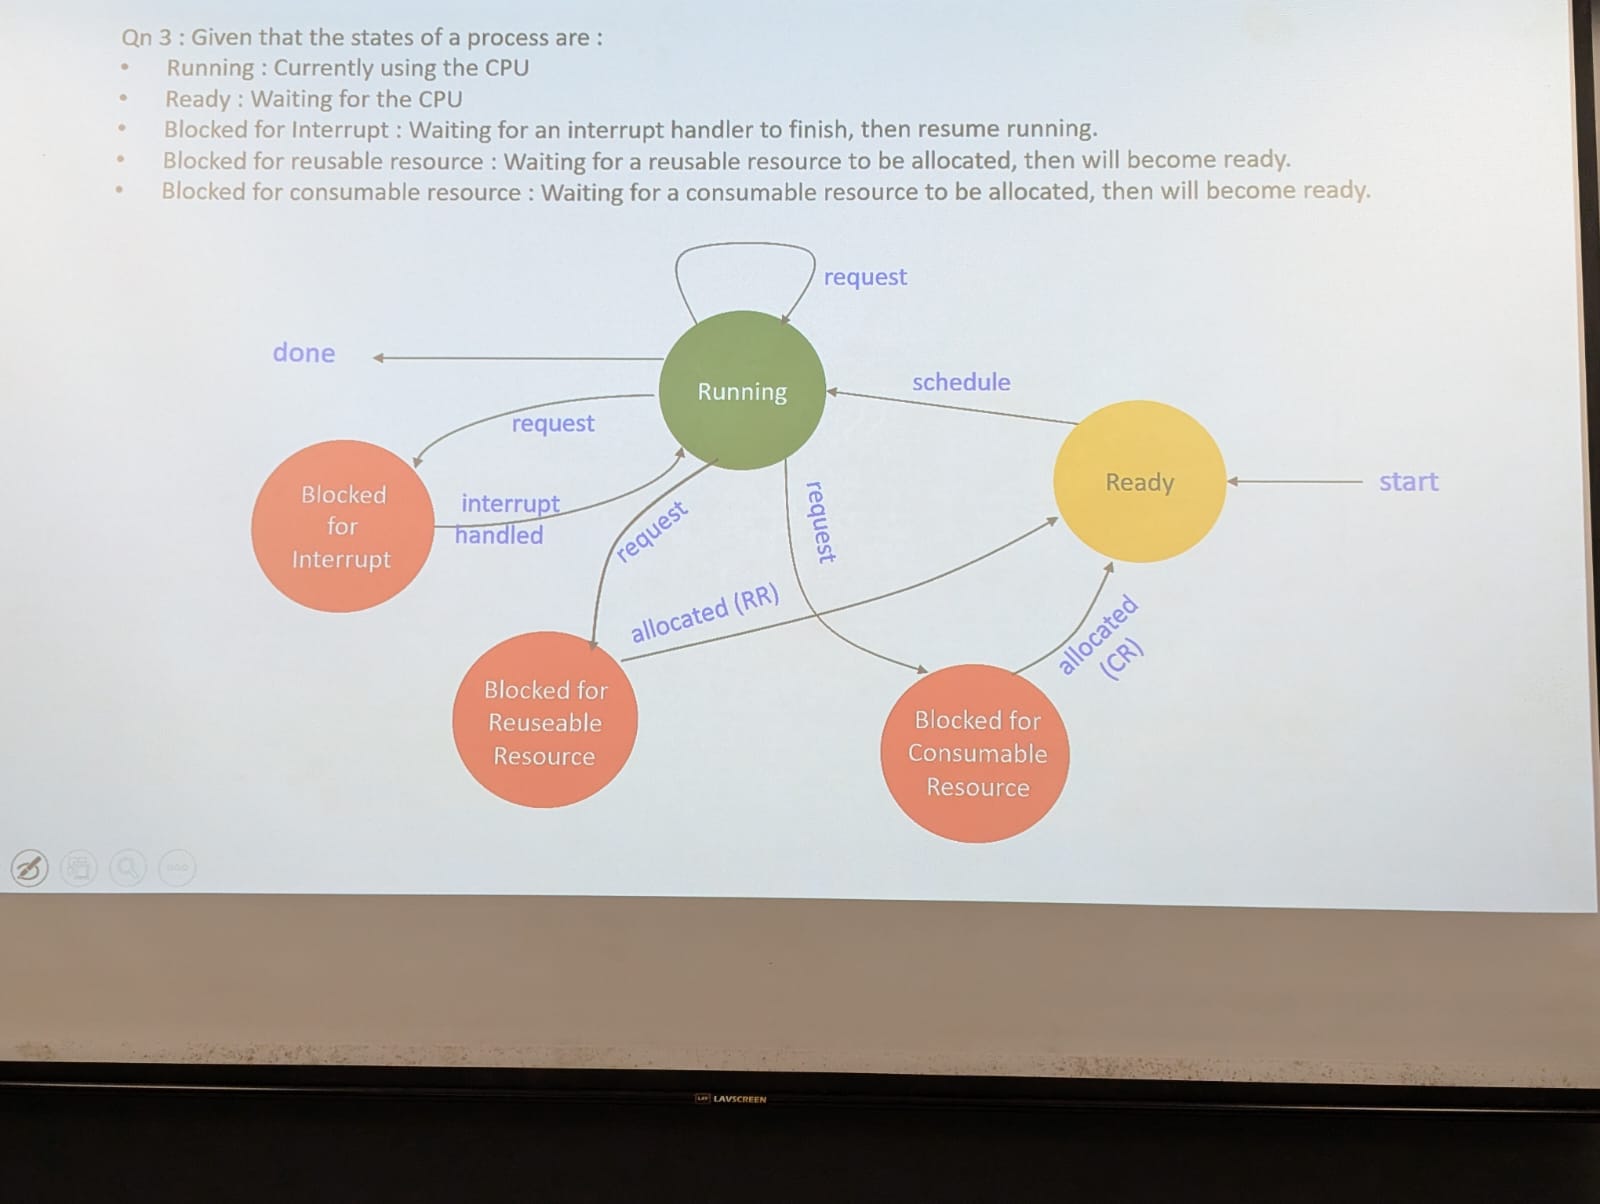 Qn 3 : Given that the states of a process are :
• Running : Currently using the CPU
• Ready : Waiting for the CPU
• Blocked for Interrupt : Waiting for an interrupt handler to finish, then resume running.
• Blocked for reusable resource : Waiting for a reusable resource to be allocated, then will become ready.
• Blocked for consumable resource : Waiting for a consumable resource to be allocated, then will become ready.
request
done
Running
schedule
request
Ready
start
Blocked
for
Interrupt
interrupt
handled
request
request
allocated (RR)
allocated
(CR)
Blocked for
Reuseable
Resource
Blocked for
Consumable
Resource
LAV LAVSCREEN